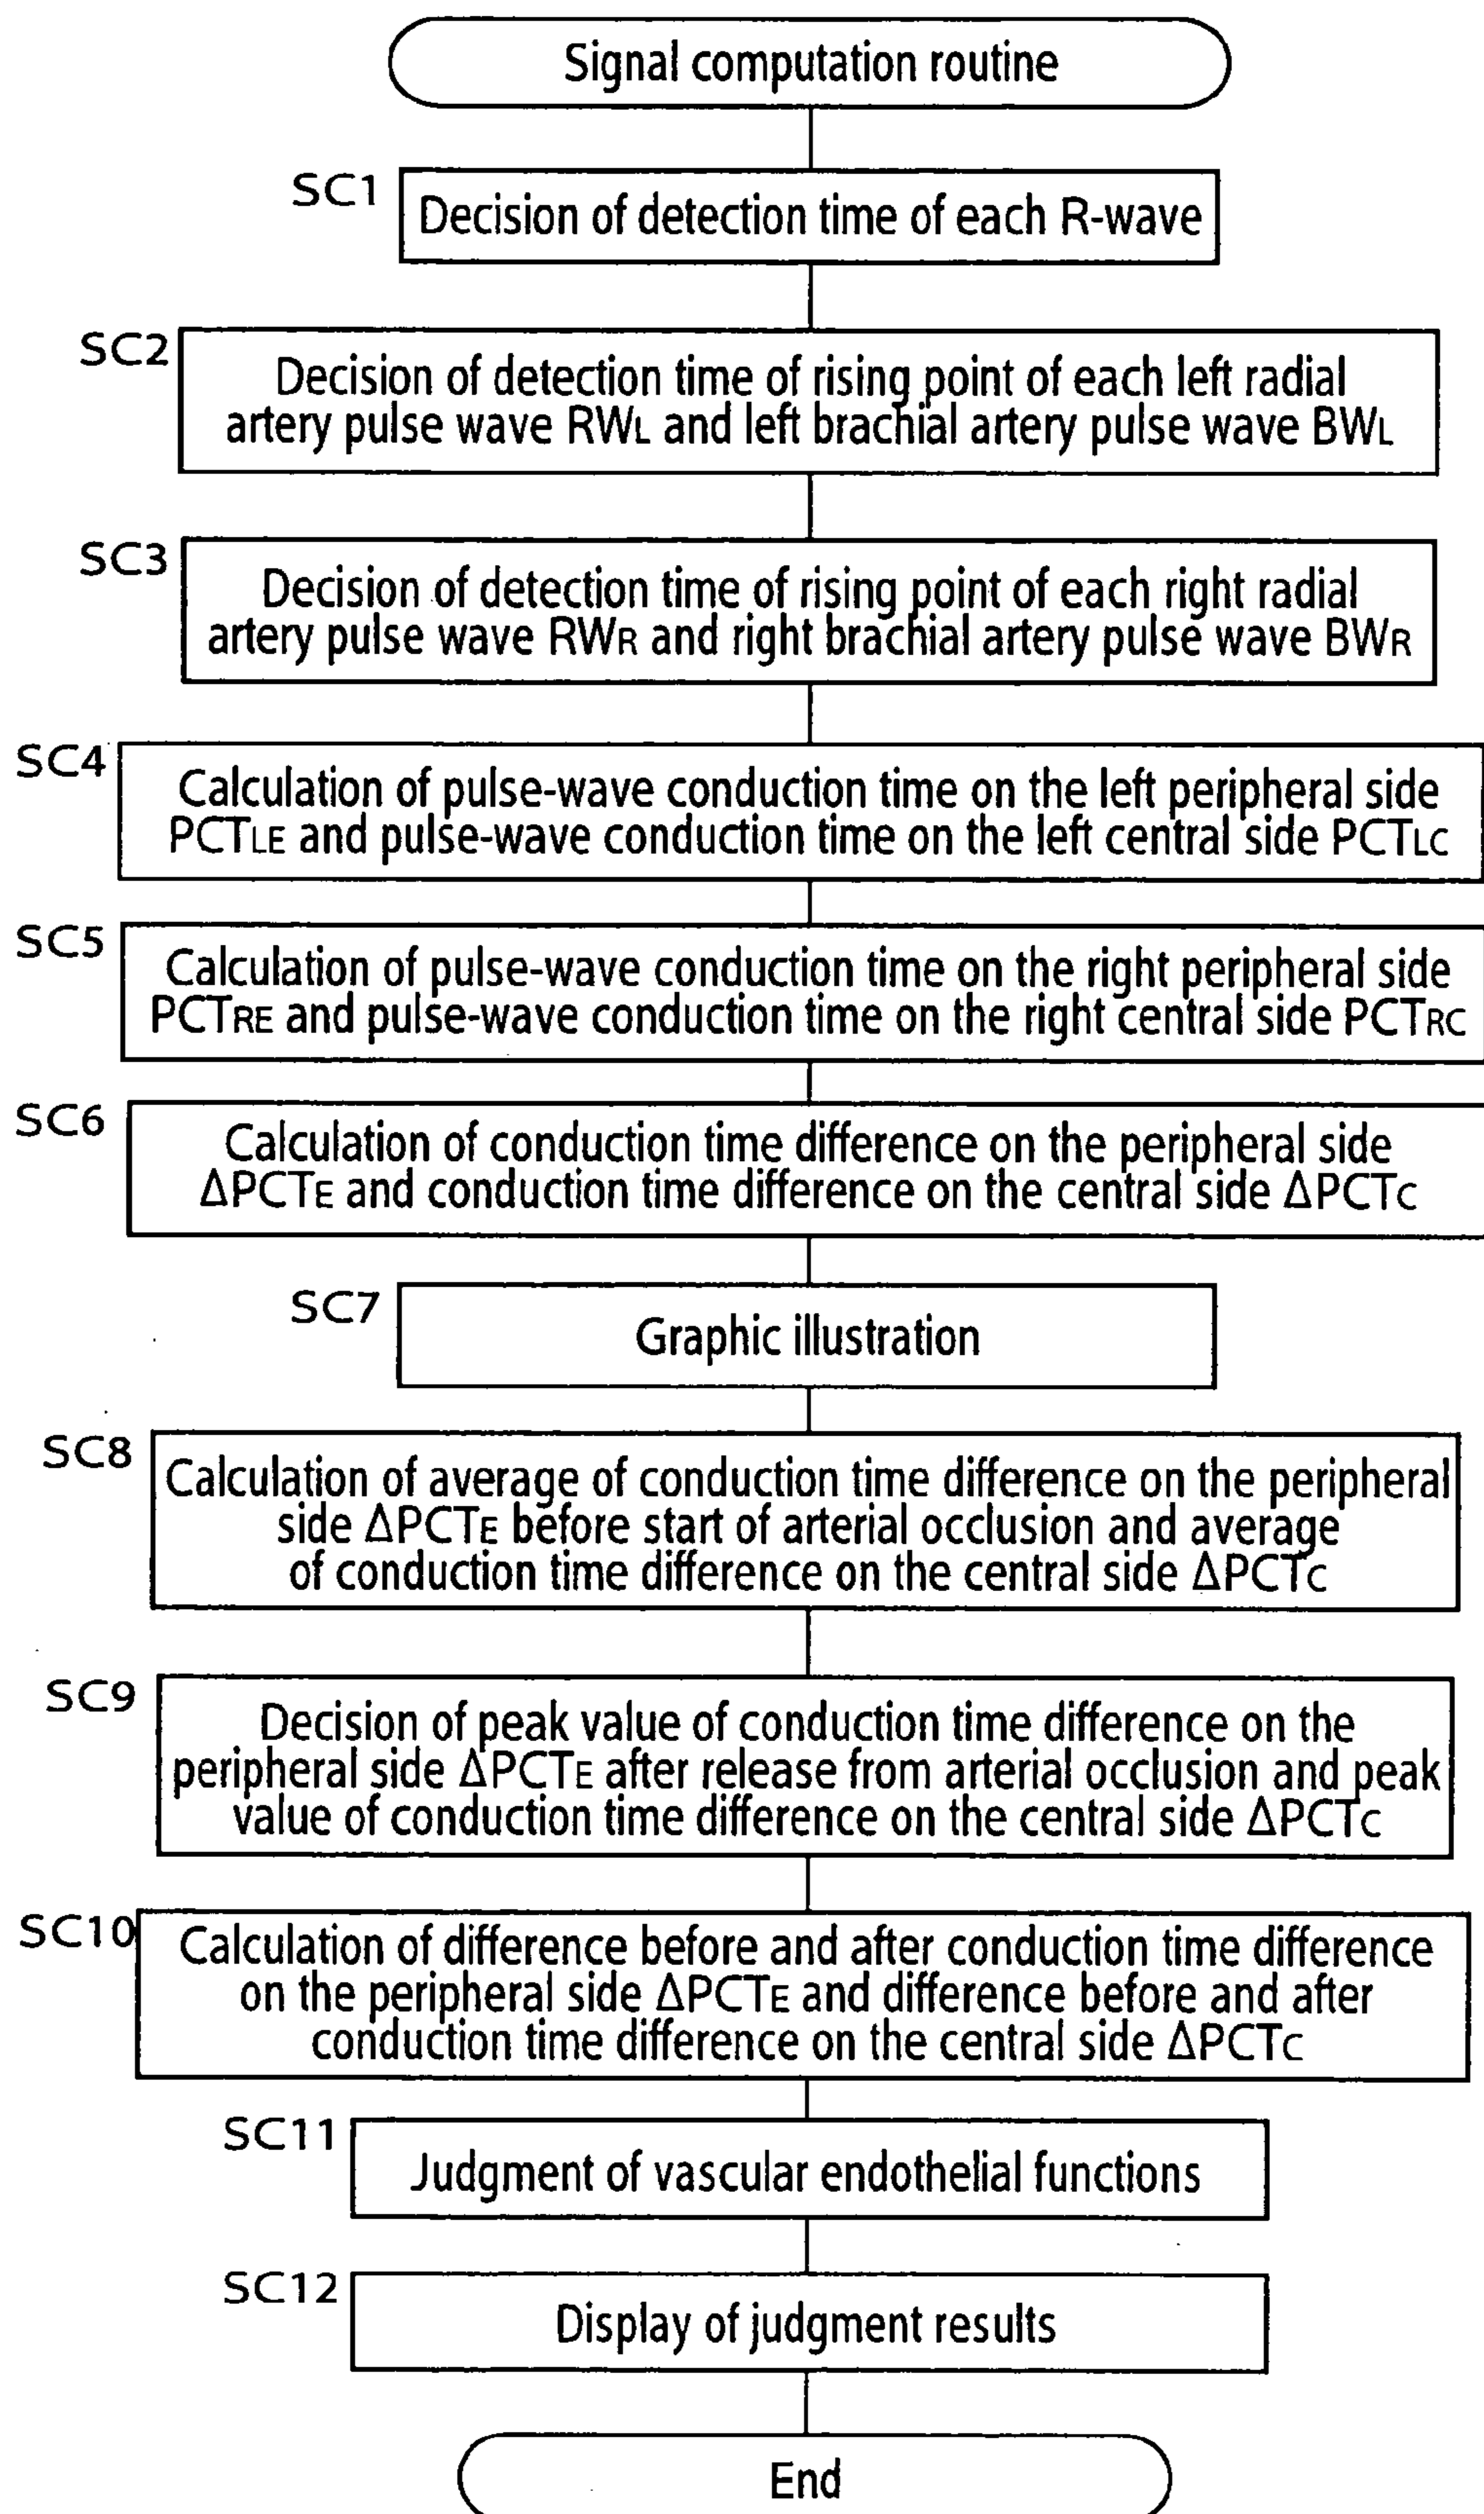 Signal computation routine
SC1
Decision of detection time of each R-wave
SC2
Decision of detection time of rising point of each left radial
artery pulse wave RWL and left brachial artery pulse wave BWL
SC3
Decision of detection time of rising point of each right radial
artery pulse wave RWR and right brachial artery pulse wave BWR
SC4
Calculation of pulse-wave conduction time on the left peripheral side
PCTLE and pulse-wave conduction time on the left central side PCTLC
SC5
Calculation of pulse-wave conduction time on the right peripheral side
PCTRE and pulse-wave conduction time on the right central side PCTRC
SC6
Calculation of conduction time difference on the peripheral side
ΔPCTE and conduction time difference on the central side ΔPCTC
SC7
Graphic illustration
SC8
Calculation of average of conduction time difference on the peripheral
side ΔPCTE before start of arterial occlusion and average
of conduction time difference on the central side ΔPCTC
SC9
Decision of peak value of conduction time difference on the
peripheral side ΔPCTE after release from arterial occlusion and peak
value of conduction time difference on the central side ΔPCTC
SC10
Calculation of difference before and after conduction time difference
on the peripheral side ΔPCTE and difference before and after
conduction time difference on the central side ΔPCTC
SC11
Judgment of vascular endothelial functions
SC12
Display of judgment results
End